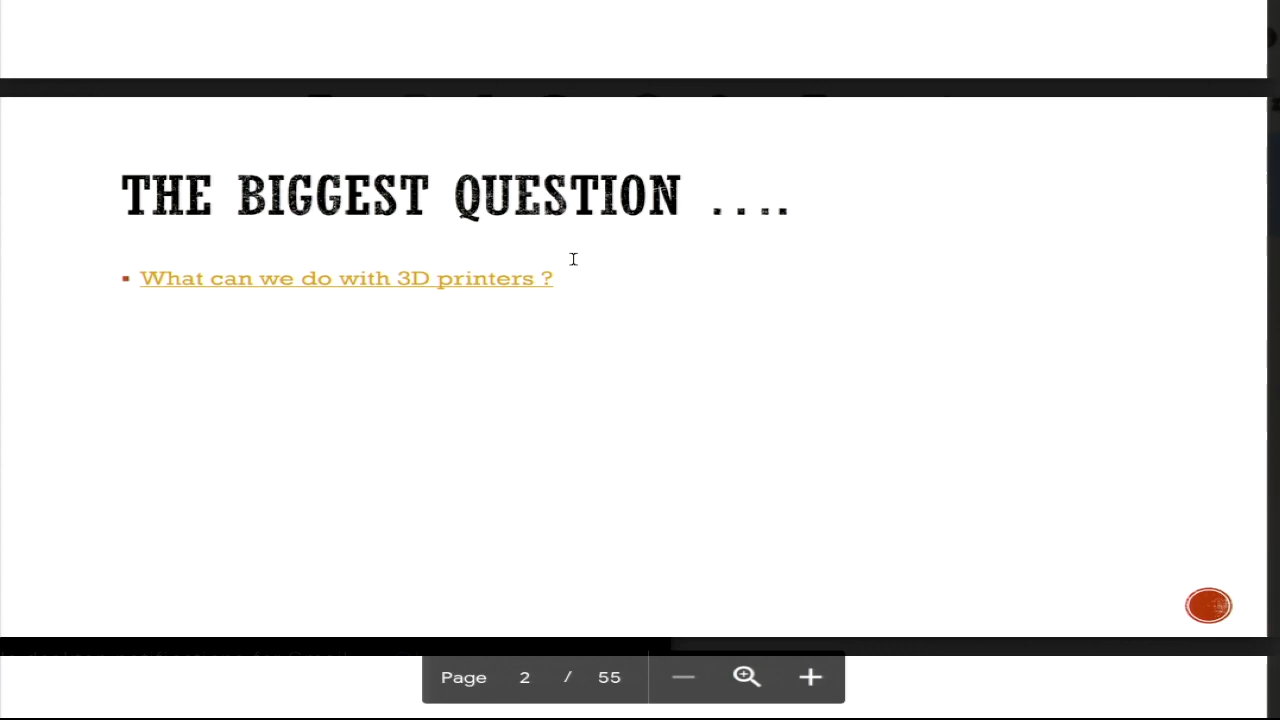 THE BIGGEST QUESTION ....
▪ What can we do with 3D printers ?
Page 2 / 55